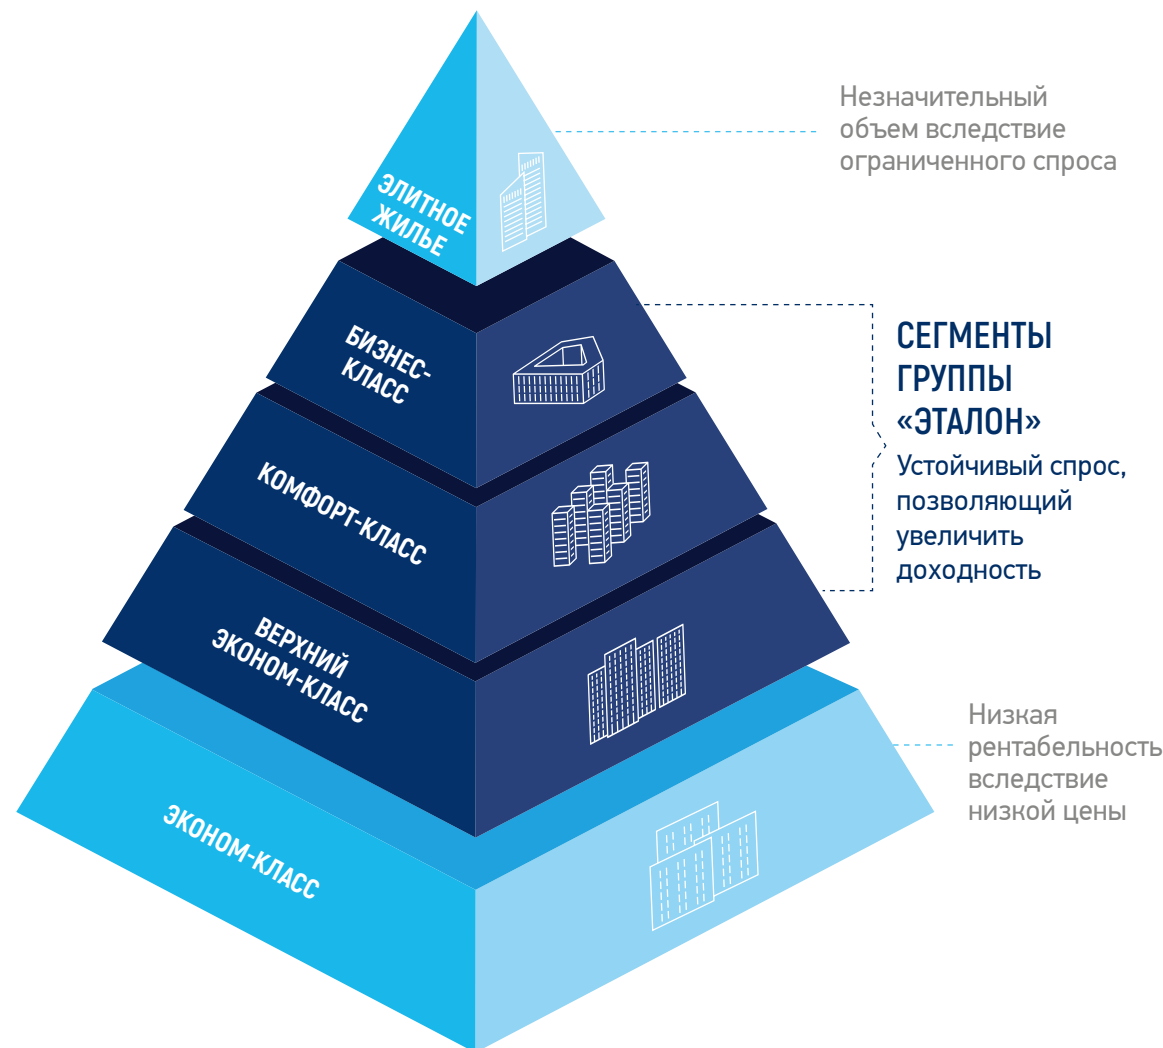 Незначительный
объем вследствие
ограниченного спроса
ЭЛИТНОЕ
ЖИЛЬЕ
БИЗНЕС-
КЛАСС
СЕГМЕНТЫ
ГРУППЫ
«ЭТАЛОН»
Устойчивый спрос,
позволяющий
увеличить
доходность
КОМФОРТ-КЛАСС
ВЕРХНИЙ
ЭКОНОМ-КЛАСС
Низкая
рентабельность
вследствие
низкой цены
ЭКОНОМ-КЛАСС